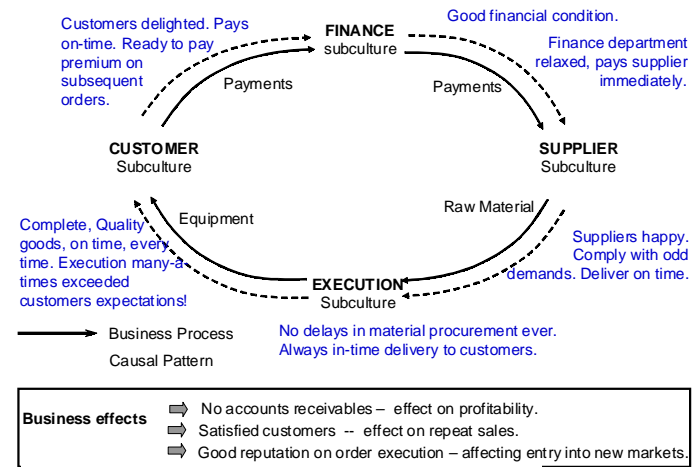 Customers delighted. Pays
on-time. Ready to pay
premium on
subsequent
orders.
FINANCE
subculture
Good financial condition.
Finance department
relaxed, pays supplier
immediately.
Payments
Payments
CUSTOMER
Subculture
SUPPLIER
Subculture
Complete, Quality
goods, on time, every
time. Execution many-a
times exceeded
customers expectations!
Equipment
Raw Material
Suppliers happy.
Comply with odd
demands. Deliver on time.
EXECUTION
Subculture
Business Process
Causal Pattern
No delays in material procurement ever.
Always in-time delivery to customers.
Business effects
No accounts receivables – effect on profitability.
Satisfied customers -- effect on repeat sales.
Good reputation on order execution – affecting entry into new markets.